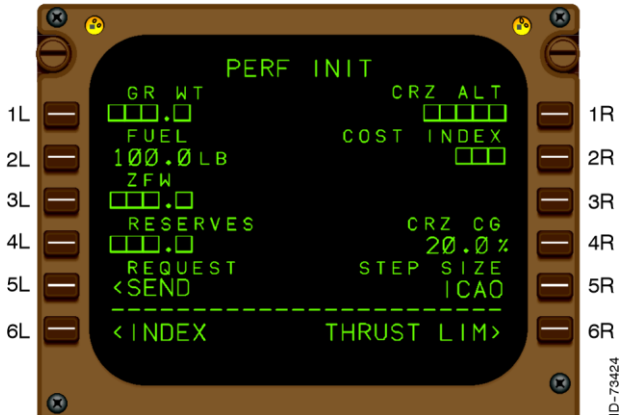 PERF INIT
GR WT CRZ ALT
1L □□□.□ □□□□□ 1R
FUEL COST INDEX
2L 100.0LB □□□ 2R
ZFW
3L □□□.□ 3R
RESERVES CRZ CG
4L □□□.□ 20.0% 4R
REQUEST STEP SIZE
5L <SEND ICAO 5R
6L <INDEX THRUST LIM> 6R
ID-73424